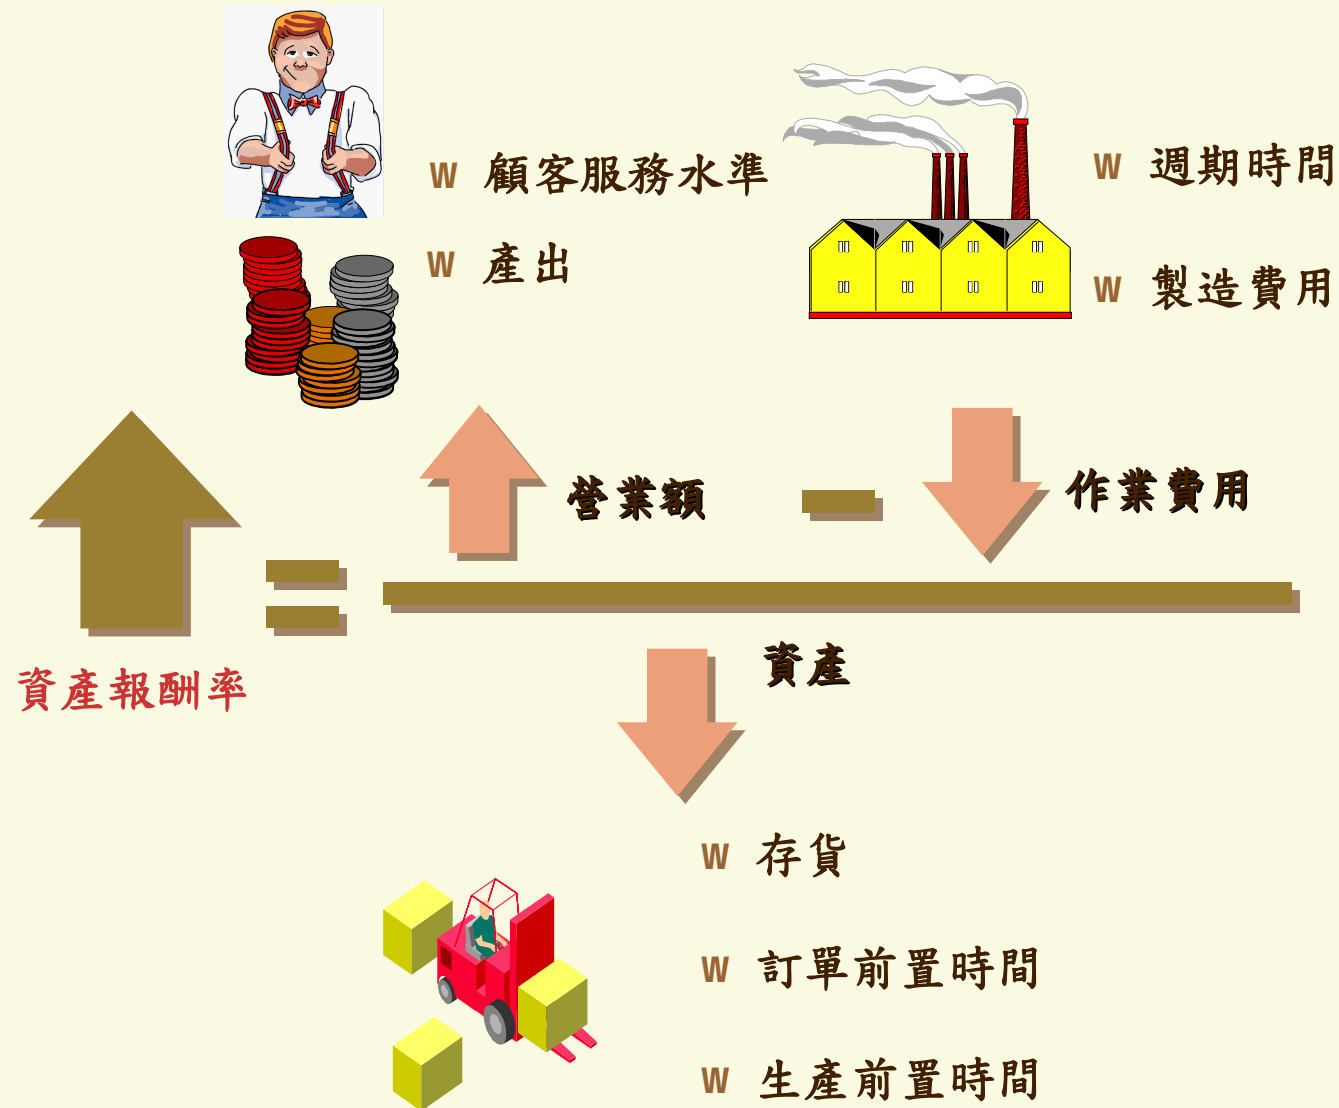 W 顧客服務水準
W 產出
W 週期時間
W 製造費用
營業額
作業費用
資產報酬率
資產
W 存貨
W 訂單前置時間
W 生產前置時間